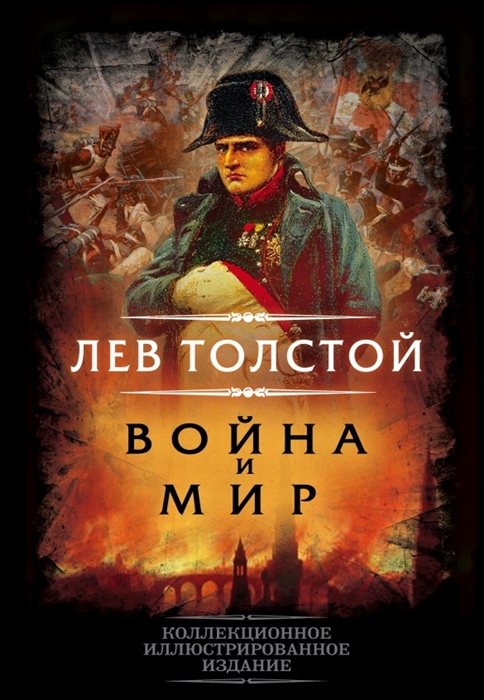 ЛЕВ ТОЛСТОЙ
ВОЙНА
И
МИР
КОЛЛЕКЦИОННОЕ
ИЛЛЮСТРИРОВАННОЕ
ИЗДАНИЕ